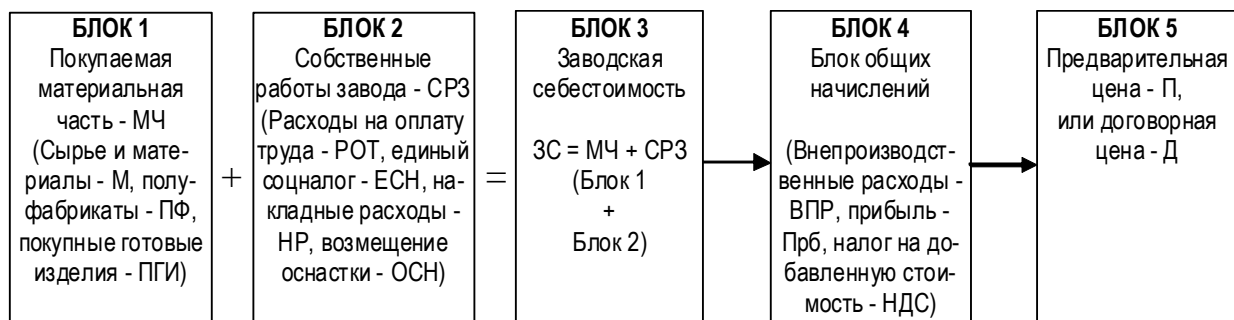 БЛОК 1
Покупаемая
материальная
часть - МЧ
(Сырье и мате-
риалы - М, полу-
фабрикаты - ПФ,
покупные готовые
изделия - ПГИ)
+
БЛОК 2
Собственные
работы завода - СРЗ
(Расходы на оплату
труда - РОТ, единый
соцналог - ЕСН, на-
кладные расходы -
НР, возмещение
оснастки - ОСН)
=
БЛОК 3
Заводская
себестоимость
ЗС = МЧ + СРЗ
(Блок 1
+
Блок 2)
БЛОК 4
Блок общих
начислений
(Внепроизводст-
венные расходы -
ВПР, прибыль -
Прб, налог на до-
бавленную стои-
мость - НДС)
БЛОК 5
Предварительная
цена - П,
или договорная
цена - Д